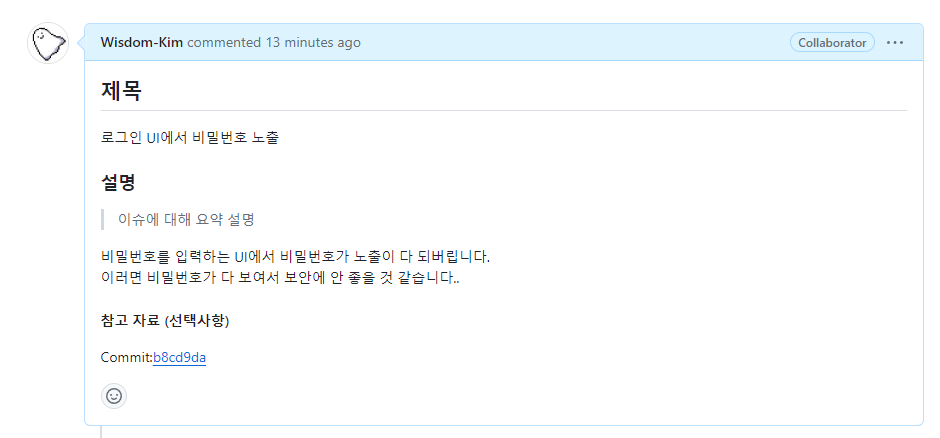 Wisdom-Kim commented 13 minutes ago Collaborator
제목
로그인 UI에서 비밀번호 노출
설명
이슈에 대해 요약 설명
비밀번호를 입력하는 UI에서 비밀번호가 노출이 다 되버립니다.
이러면 비밀번호가 다 보여서 보안에 안 좋을 것 같습니다..
참고 자료 (선택사항)
Commit:b8cd9da